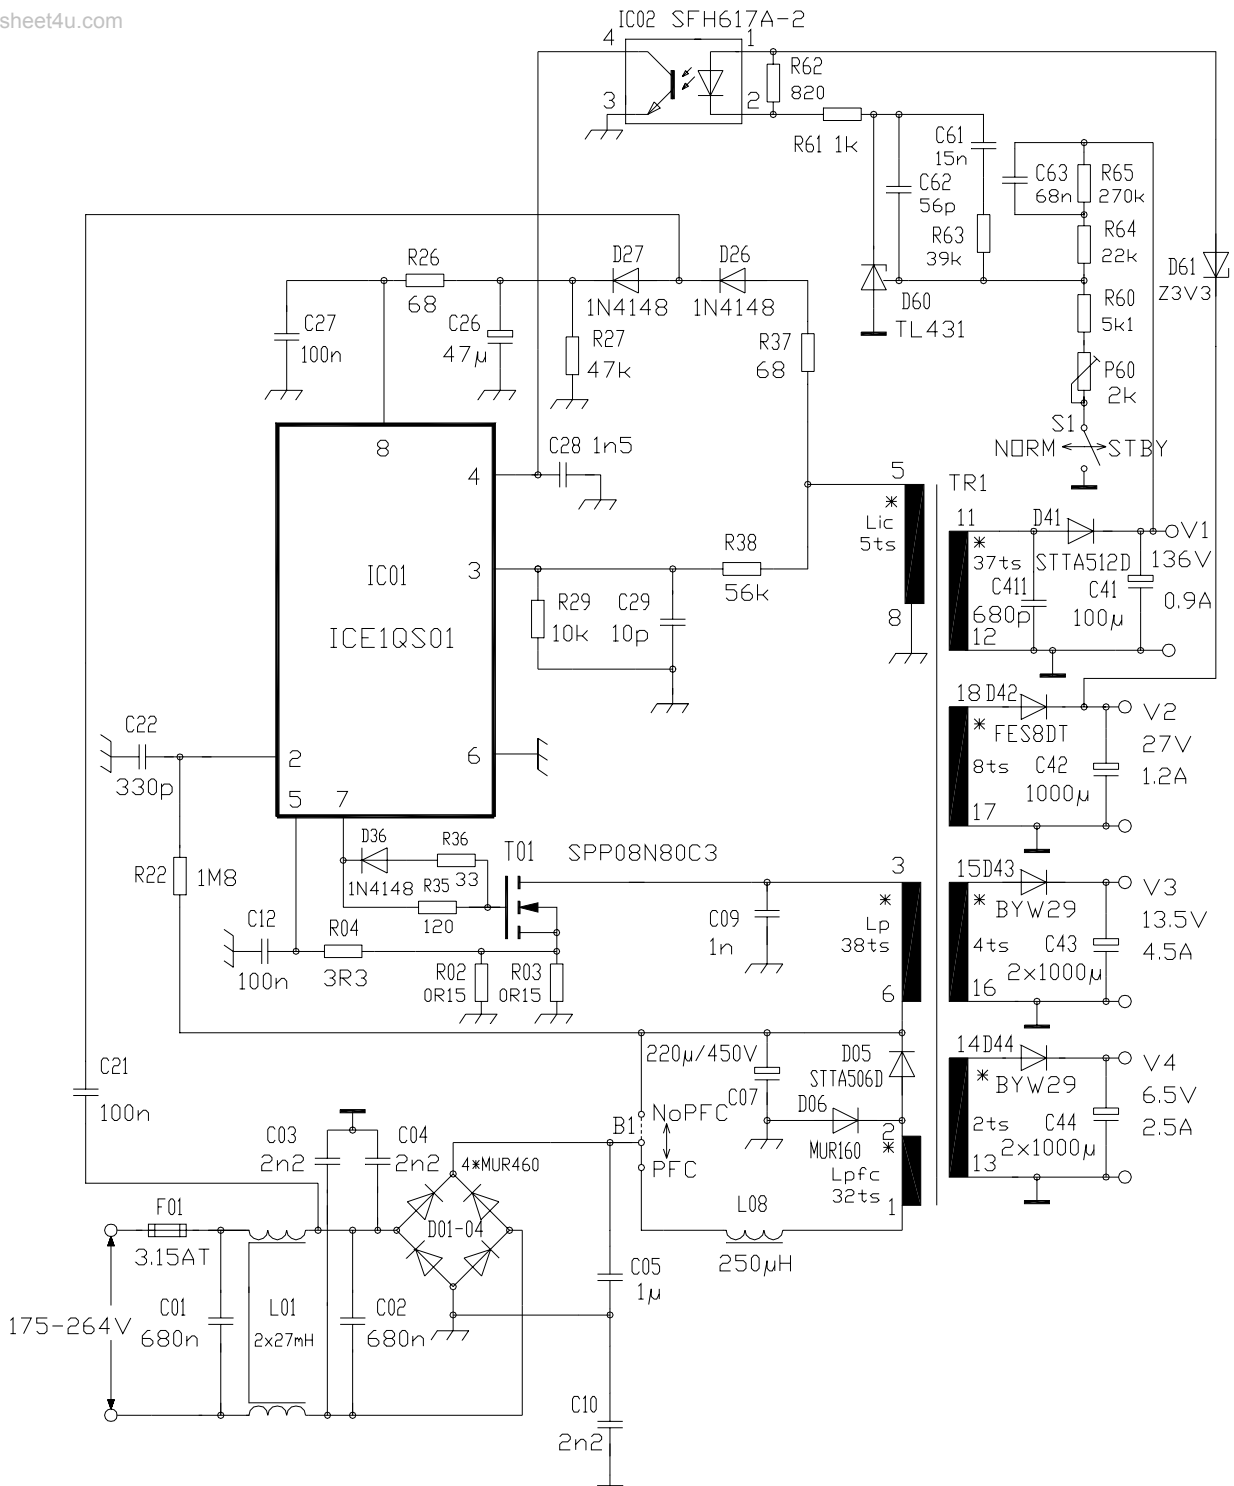 sheet4u.com
IC02 SFH617A-2
4
1
3
2
R62
820
R61 1k
C61
15n
C62
56p
R63
39k
C63
68n
R65
270k
R64
22k
D61
Z3V3
R60
5k1
P60
2k
S1
NORM
STBY
D60
TL431
R26
68
D27
1N4148
D26
1N4148
C27
100n
C26
47µ
R27
47k
R37
68
8
4
C28 1n5
3
R38
56k
R29
10k
C29
10p
IC01
ICE1QS01
5
*
Lic
5ts
8
TR1
11
*
37ts
12
D41
STTA512D
C411
680p
C41
100µ
V1
136V
0.9A
C22
330p
2
6
5
7
18
D42
FES8DT
*
8ts
17
C42
1000µ
V2
27V
1.2A
R22
1M8
D36
1N4148
R36
33
R35
120
T01
SPP08N80C3
C12
100n
R04
3R3
R02
0R15
R03
0R15
C09
1n
3
*
Lp
38ts
6
15
D43
BYW29
*
4ts
16
C43
2x1000µ
V3
13.5V
4.5A
C21
100n
220µ/450V
C07
D05
STTA506D
D06
MUR160
NoPFC
B1
PFC
2
*
Lpfc
32ts
1
14
D44
*
BYW29
2ts
13
C44
2x1000µ
V4
6.5V
2.5A
C03
2n2
C04
2n2
4*MUR460
D01-04
L08
250µH
F01
3.15AT
175-264V
C01
680n
L01
2x27mH
C02
680n
C05
1µ
C10
2n2